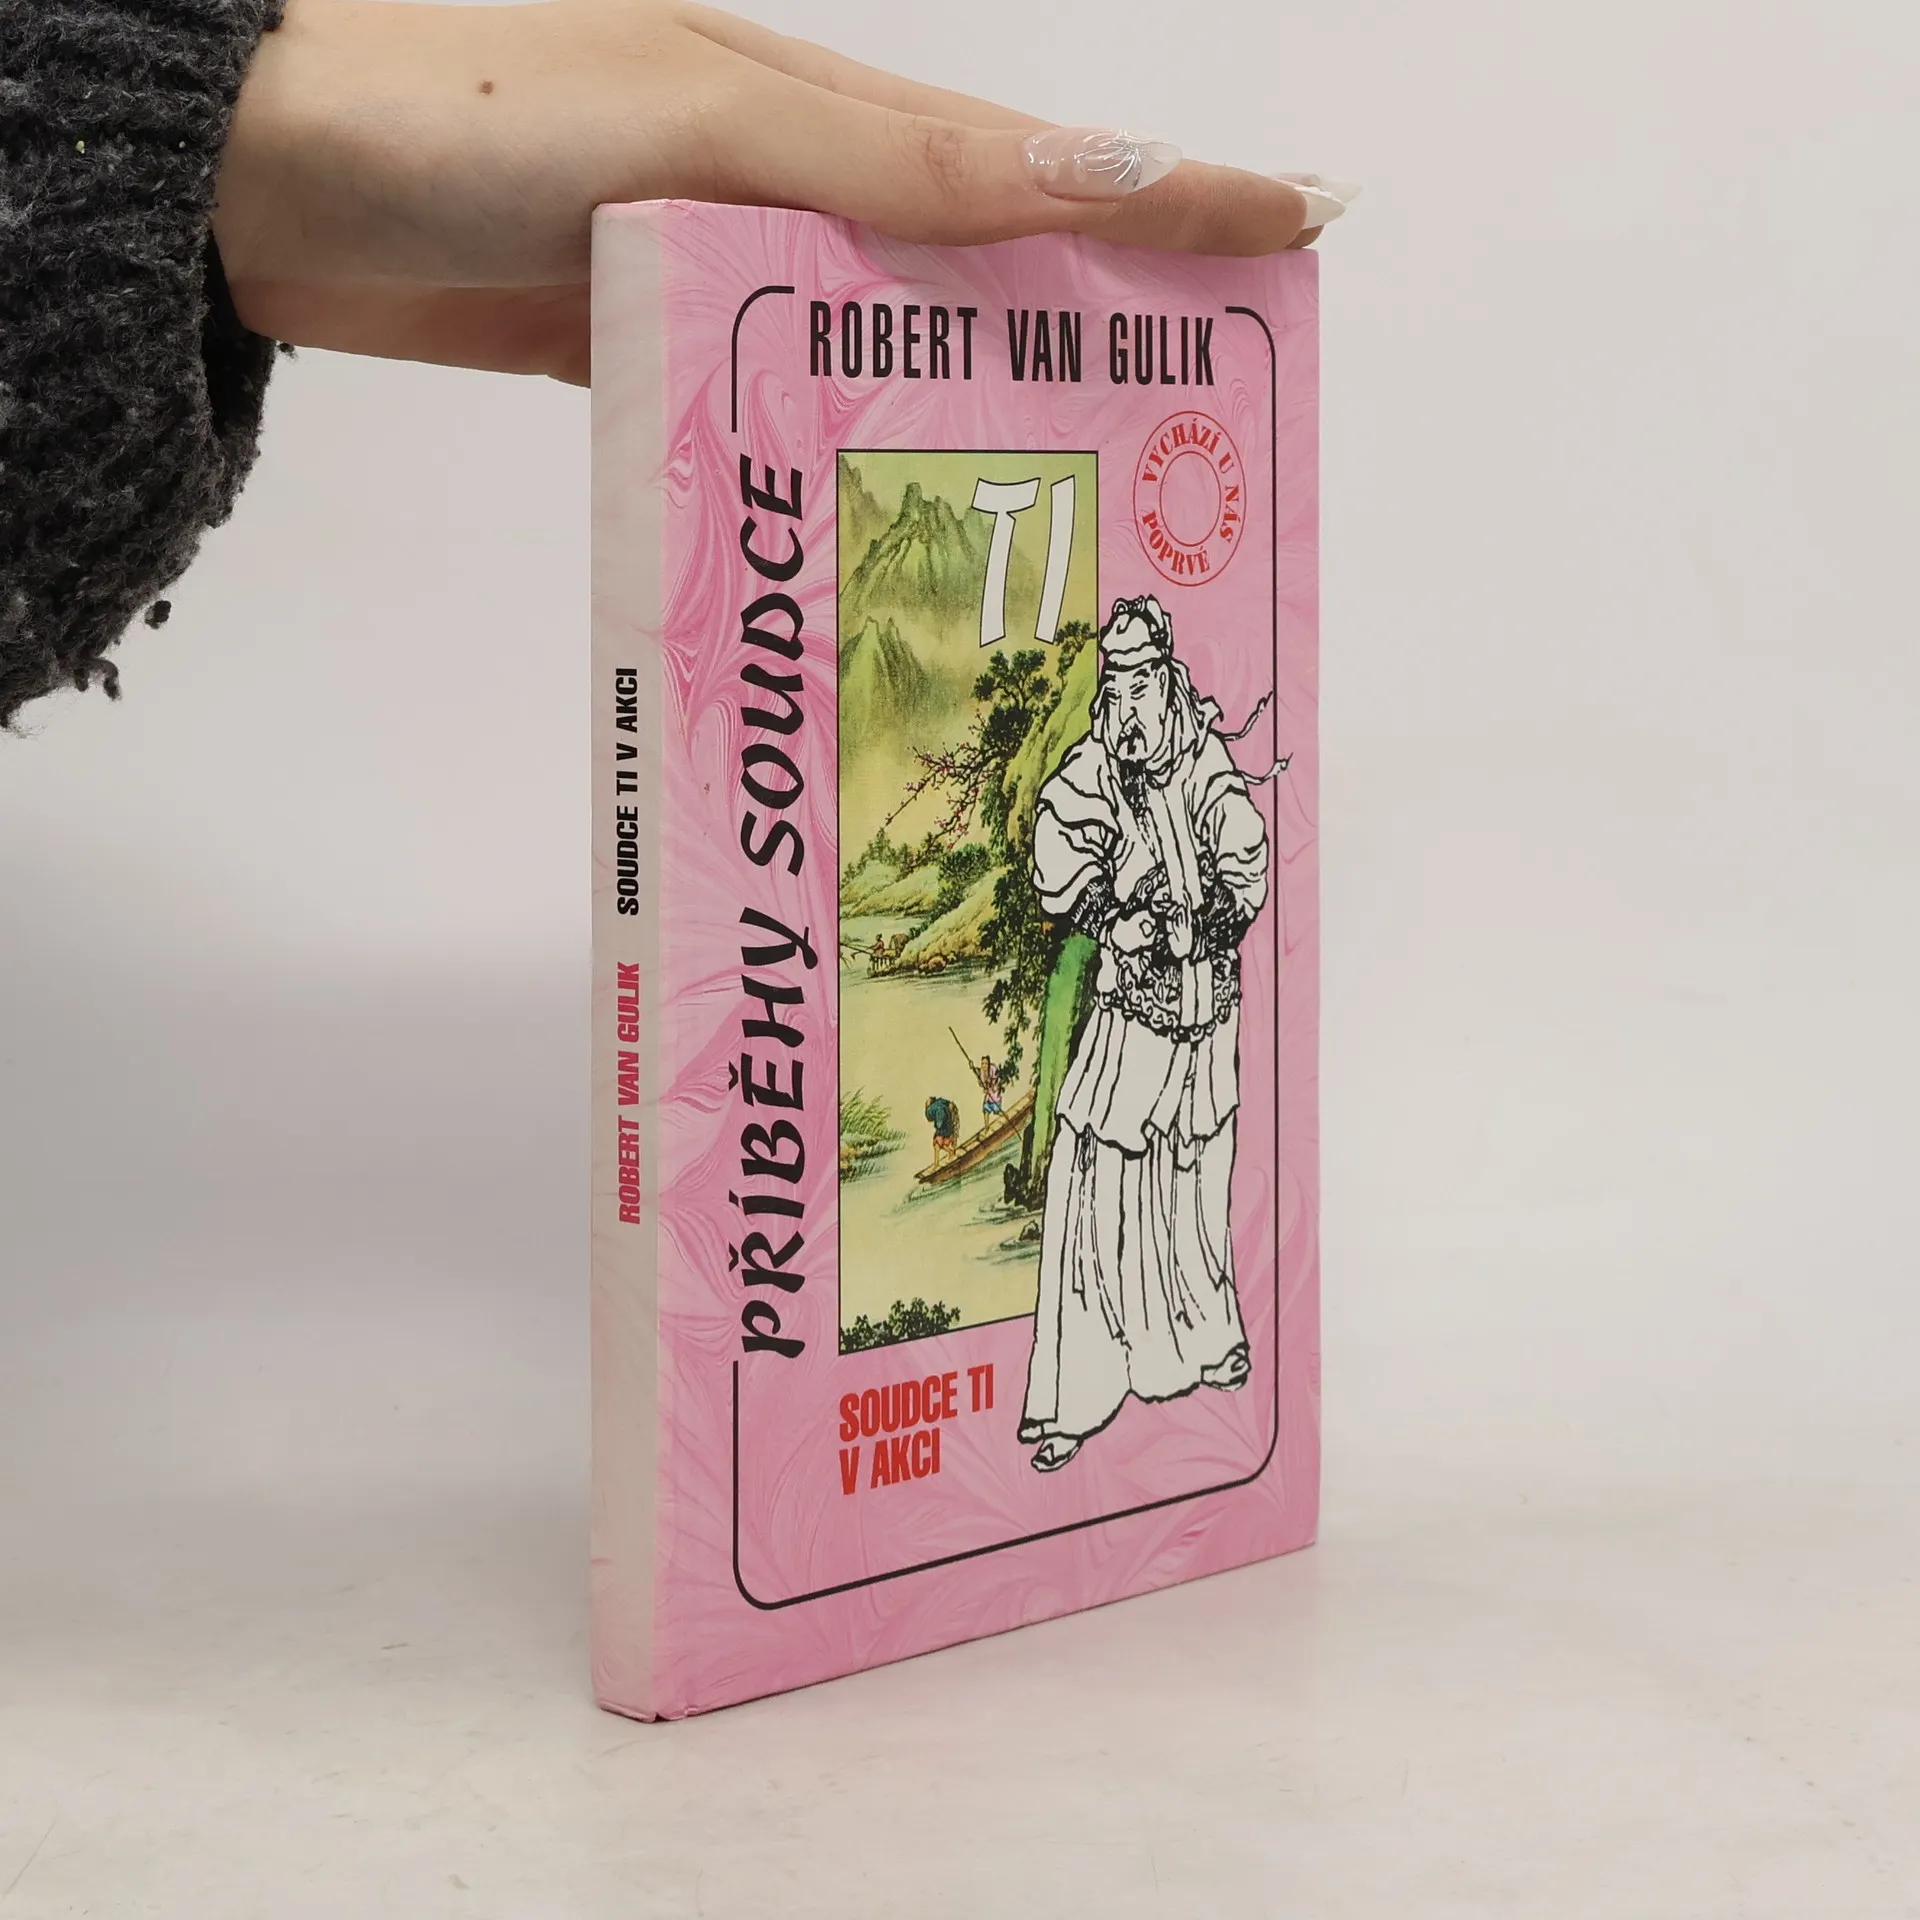 ROBERT VAN GULIK
VYCHÁZÍ U NÁS
POPRVÉ
PŘÍBĚHY SOUDCE
TI
SOUDCE TI
V AKCI
ROBERT VAN GULIK SOUDCE TI V AKCI